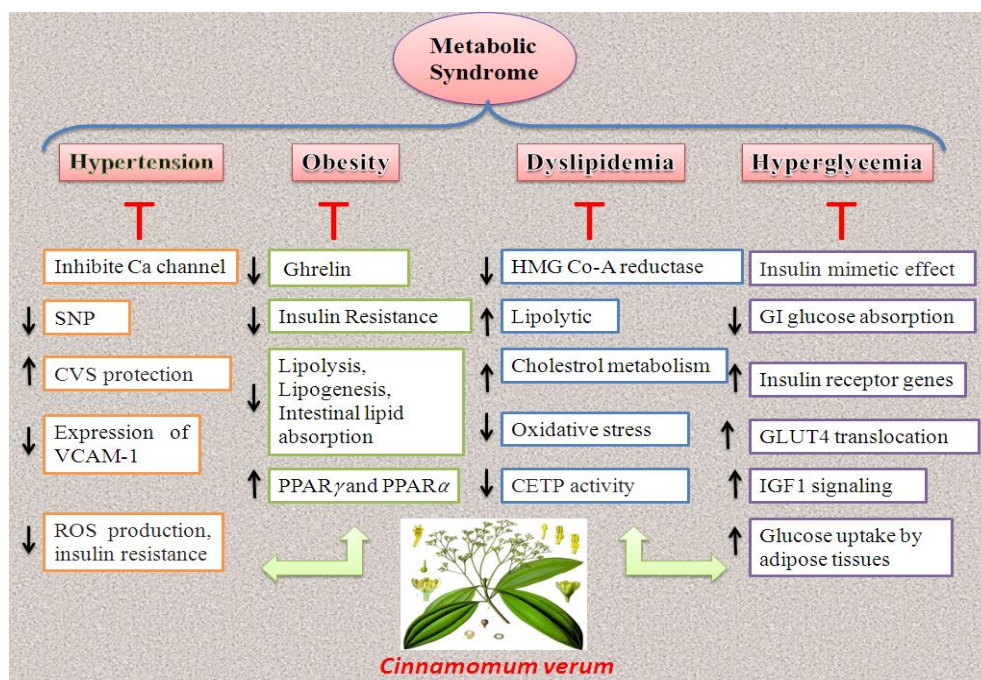 Metabolic
Syndrome
Hypertension
Obesity
Dyslipidemia
Hyperglycemia
Inhibite Ca channel
SNP
CVS protection
Expression of
VCAM-1
ROS production,
insulin resistance
Ghrelin
Insulin Resistance
Lipolysis,
Lipogenesis,
Intestinal lipid
absorption
PPARγ and PPARα
HMG Co-A reductase
Lipolytic
Cholestrol metabolism
Oxidative stress
CETP activity
Insulin mimetic effect
GI glucose absorption
Insulin receptor genes
GLUT4 translocation
IGF1 signaling
Glucose uptake by
adipose tissues
Cinnamomum verum